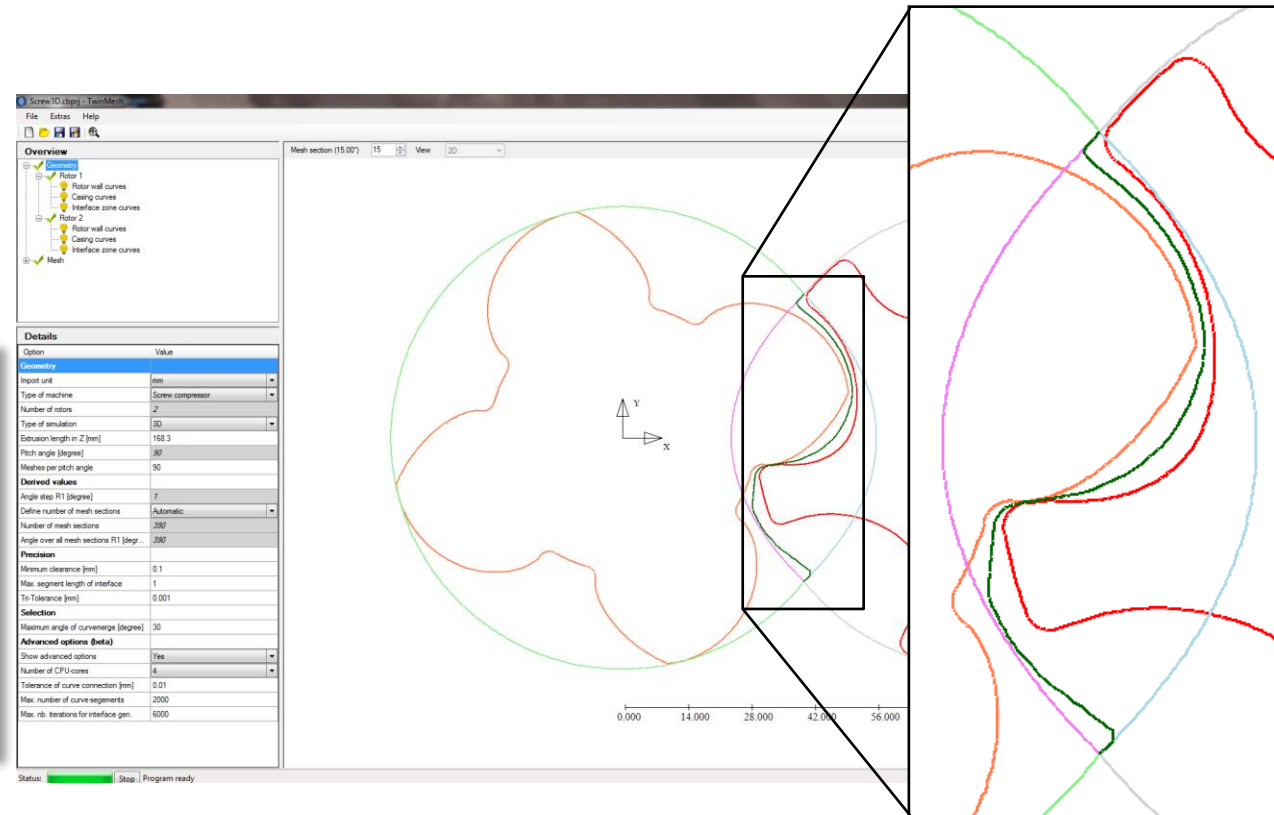 Screw3D.cbprj - TwinMesh
File Extras Help
Overview
Geometry
Rotor 1
Rotor wall curves
Casing curves
Interface zone curves
Rotor 2
Rotor wall curves
Casing curves
Interface zone curves
Mesh
Mesh section (15.00°) 15 View 2D
Y
X
0.000 14.000 28.000 42.000 56.000
Details
Option Value
Geometry
Import unit mm
Type of machine Screw compressor
Number of rotors 2
Type of simulation 3D
Extrusion length in Z [mm] 168.3
Pitch angle [degree] 90
Meshes per pitch angle 90
Derived values
Angle step R1 [degree] 1
Define number of mesh sections Automatic
Number of mesh sections 390
Angle over all mesh sections R1 [degr... 390
Precision
Minimum clearance [mm] 0.1
Max. segment length of interface 1
Tri-Tolerance [mm] 0.001
Selection
Maximum angle of curvemerge [degree] 30
Advanced options (beta)
Show advanced options Yes
Number of CPU-cores 4
Tolerance of curve connection [mm] 0.01
Max. number of curve-segements 2000
Max. nb. iterations for interface gen. 6000
Status: Stop Program ready